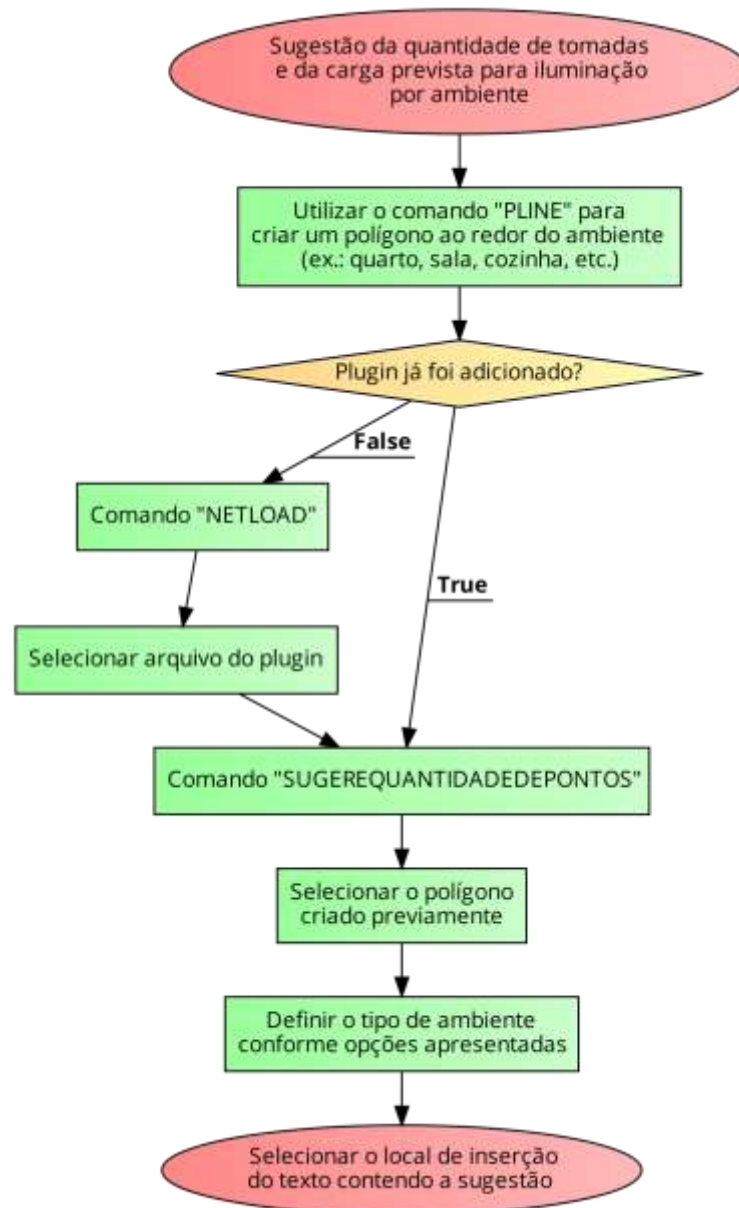 Sugestão da quantidade de tomadas
e da carga prevista para iluminação
por ambiente
Utilizar o comando "PLINE" para
criar um polígono ao redor do ambiente
(ex.: quarto, sala, cozinha, etc.)
Plugin já foi adicionado?
False
Comando "NETLOAD"
True
Selecionar arquivo do plugin
Comando "SUGEREQUANTIDADEDEPONTOS"
Selecionar o polígono
criado previamente
Definir o tipo de ambiente
conforme opções apresentadas
Selecionar o local de inserção
do texto contendo a sugestão